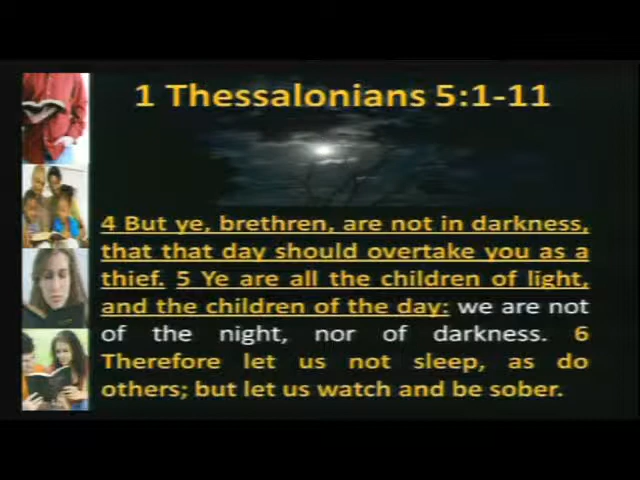 1 Thessalonians 5:1-11
4 But ye, brethren, are not in darkness,
that that day should overtake you as a
thief. 5 Ye are all the children of light,
and the children of the day: we are not
of the night, nor of darkness. 6
Therefore let us not sleep, as do
others; but let us watch and be sober.